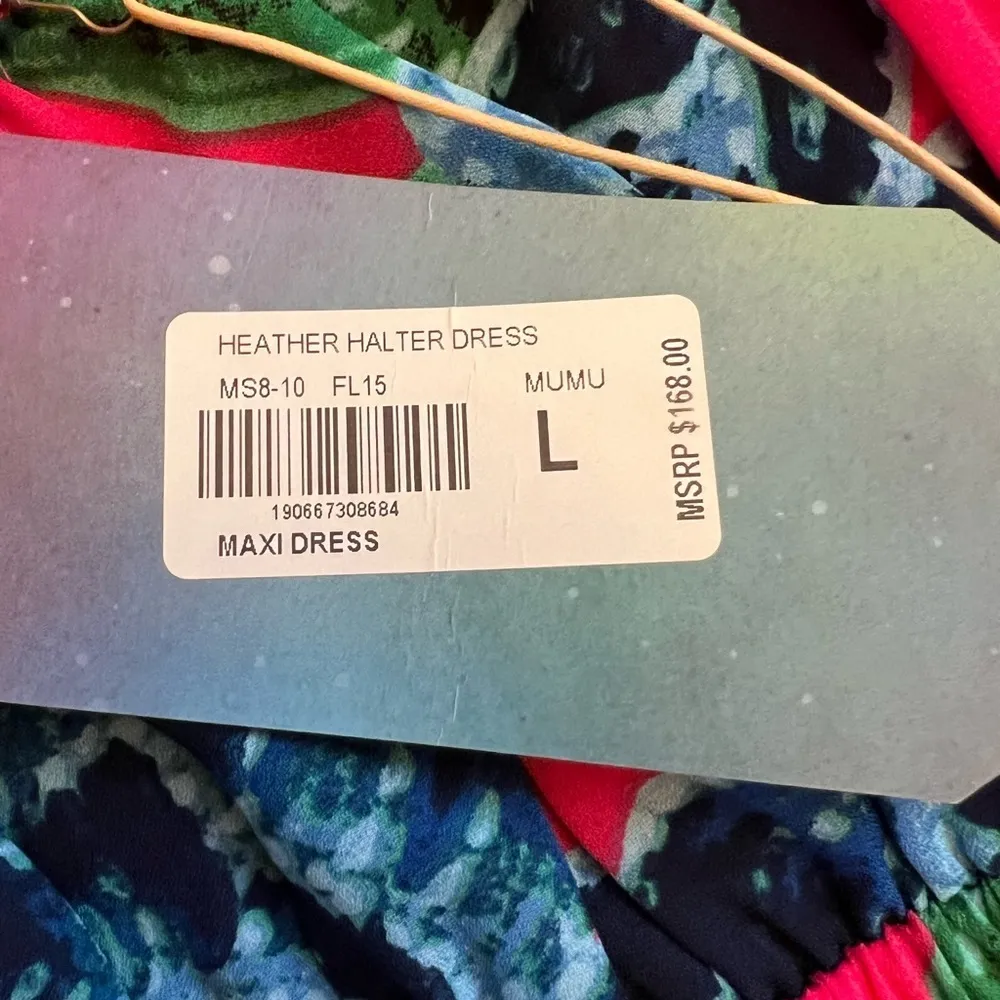 HEATHER HALTER DRESS
MS8-10 FL15 MUMU
L
190667308684
MAXI DRESS
MSRP $168.00